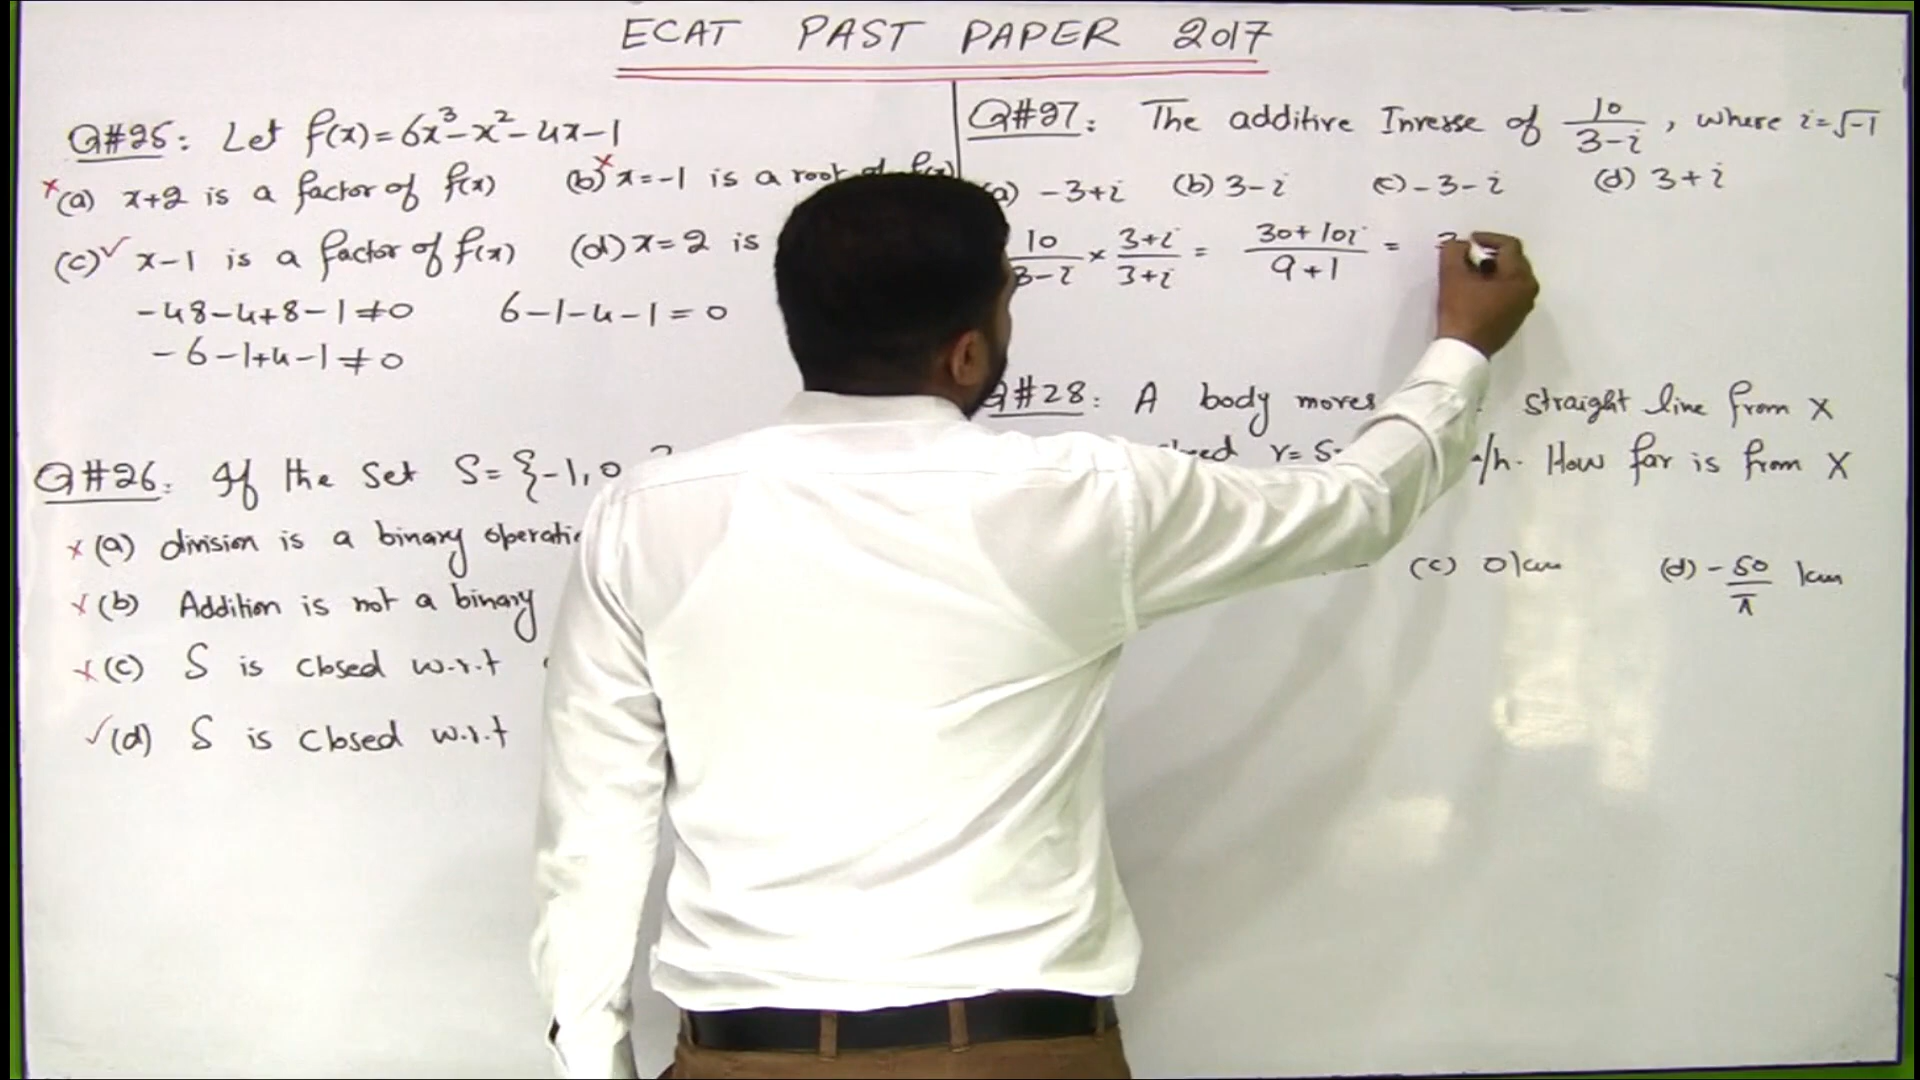 ECAT PAST PAPER 2017
Q#25: Let f(x) = 6x³-x²-4x-1
×(a) x+2 is a factor of f(x) (b)× x=-1 is a root of f(x)
(c)✓ x-1 is a factor of f(x) (d) x=2 is
-48-4+8-1≠0 6-1-4-1=0
-6-1+4-1≠0
Q#26: If the Set S={-1,0
×(a) division is a binary
×(b) Addition is not a binary
×(c) S is closed w.r.t
✓(d) S is closed w.r.t
Q#27: The additive Inverse of 10/3-i, where i=√-1
(a) -3+i (b) 3-i (c) -3-i (d) 3+i
10/3-i × 3+i/3+i = 30+10i/9+1 =
Q#28: A body moves straight line from X
v= /h. How far is from X
(c) 0 km (d) -50/π km